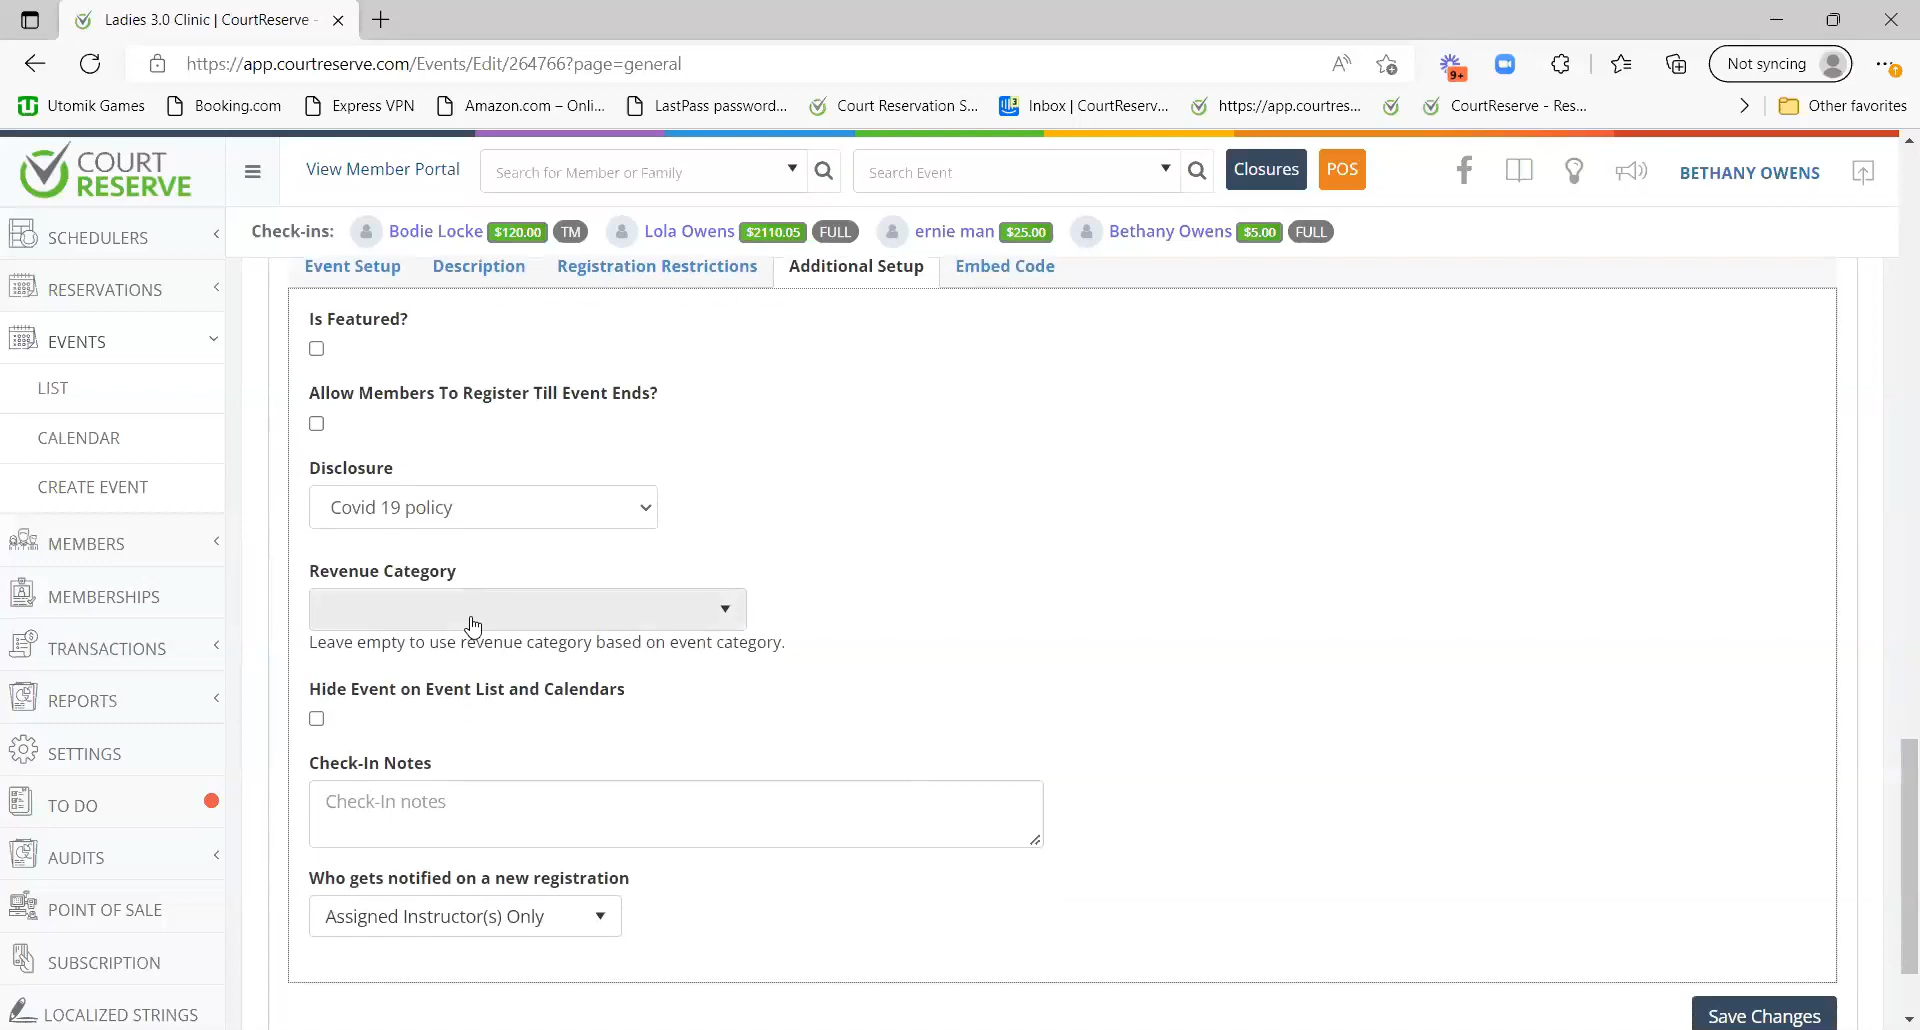 Ladies 3.0 Clinic | CourtReserve -
https://app.courtreserve.com/Events/Edit/264766?page=general
9+
Not syncing
Utomik Games
Booking.com
Express VPN
Amazon.com – Onli...
LastPass password...
Court Reservation S...
Inbox | CourtReserv...
https://app.courtres...
CourtReserve - Res...
Other favorites
COURT
RESERVE
View Member Portal
Search for Member or Family
Search Event
Closures
POS
BETHANY OWENS
Check-ins: Bodie Locke $120.00 TM Lola Owens $2110.05 FULL ernie man $25.00 Bethany Owens $5.00 FULL
SCHEDULERS
RESERVATIONS
EVENTS
LIST
CALENDAR
CREATE EVENT
MEMBERS
MEMBERSHIPS
TRANSACTIONS
REPORTS
SETTINGS
TO DO
AUDITS
POINT OF SALE
SUBSCRIPTION
LOCALIZED STRINGS
Event Setup Description Registration Restrictions Additional Setup Embed Code
Is Featured?
Allow Members To Register Till Event Ends?
Disclosure
Covid 19 policy
Revenue Category
Leave empty to use revenue category based on event category.
Hide Event on Event List and Calendars
Check-In Notes
Check-In notes
Who gets notified on a new registration
Assigned Instructor(s) Only
Save Changes